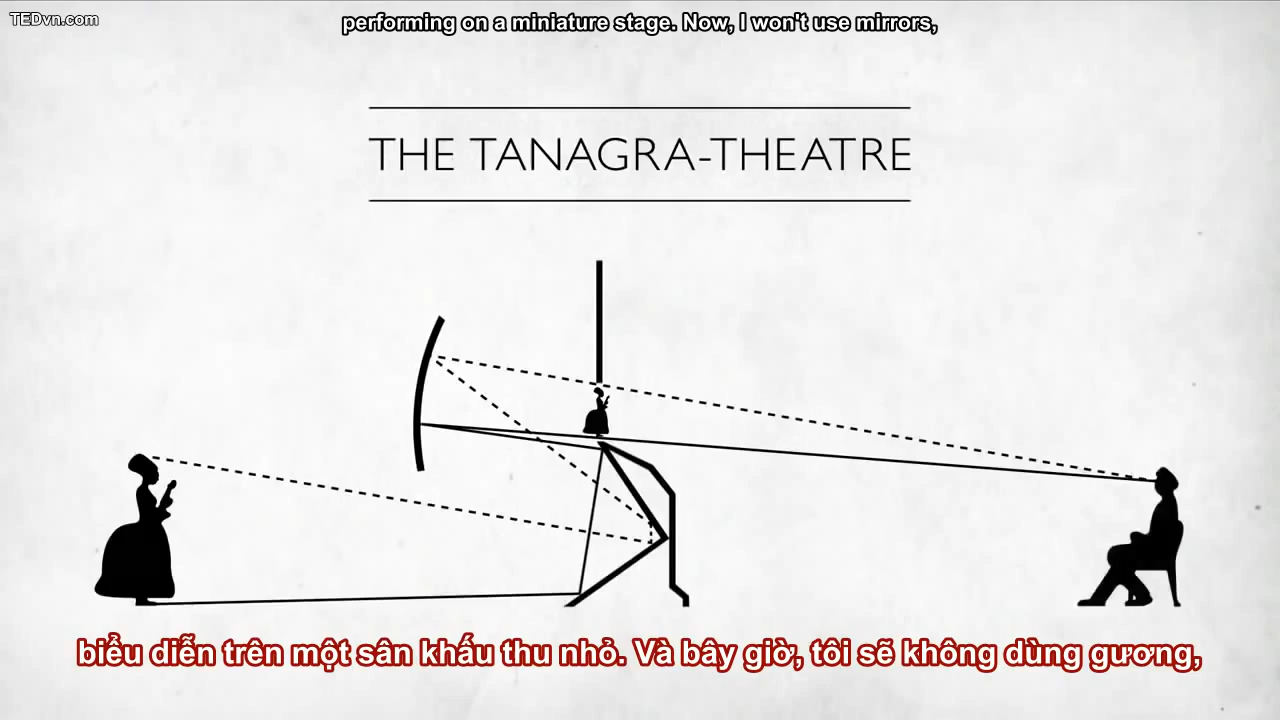 TEDvn.com
performing on a miniature stage. Now, I won't use mirrors,
THE TANAGRA-THEATRE
biểu diễn trên một sân khấu thu nhỏ. Và bây giờ, tôi sẽ không dùng gương,